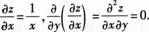 ∂z/∂x = 1/x, ∂/∂y(∂z/∂x) = ∂²z/∂x∂y = 0.